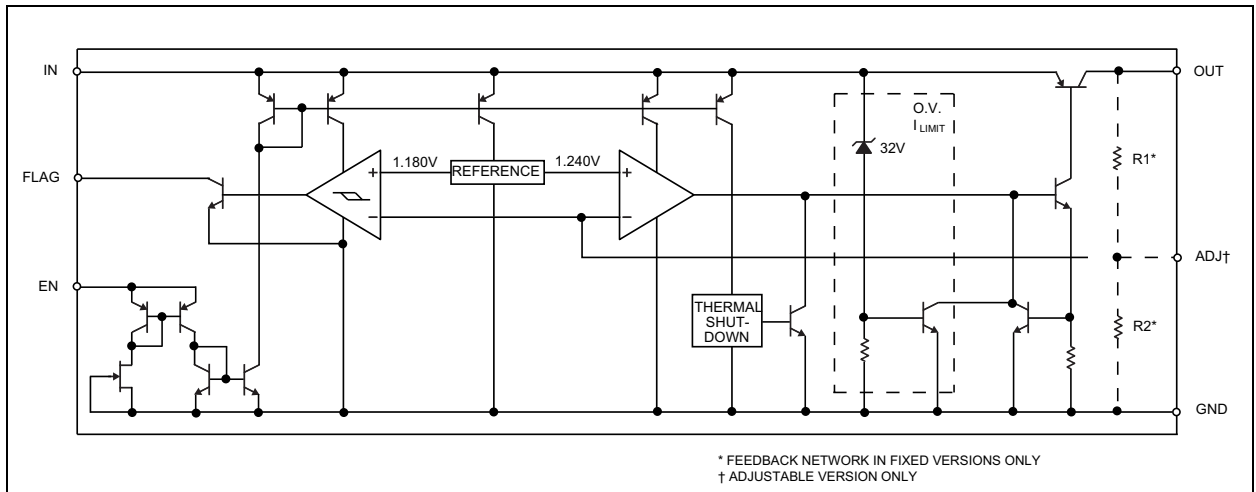 IN
OUT
O.V.
I LIMIT
32V
R1*
1.180V
REFERENCE
1.240V
FLAG
+
+
−
−
ADJ†
EN
THERMAL
SHUT-
DOWN
R2*
GND
* FEEDBACK NETWORK IN FIXED VERSIONS ONLY
† ADJUSTABLE VERSION ONLY